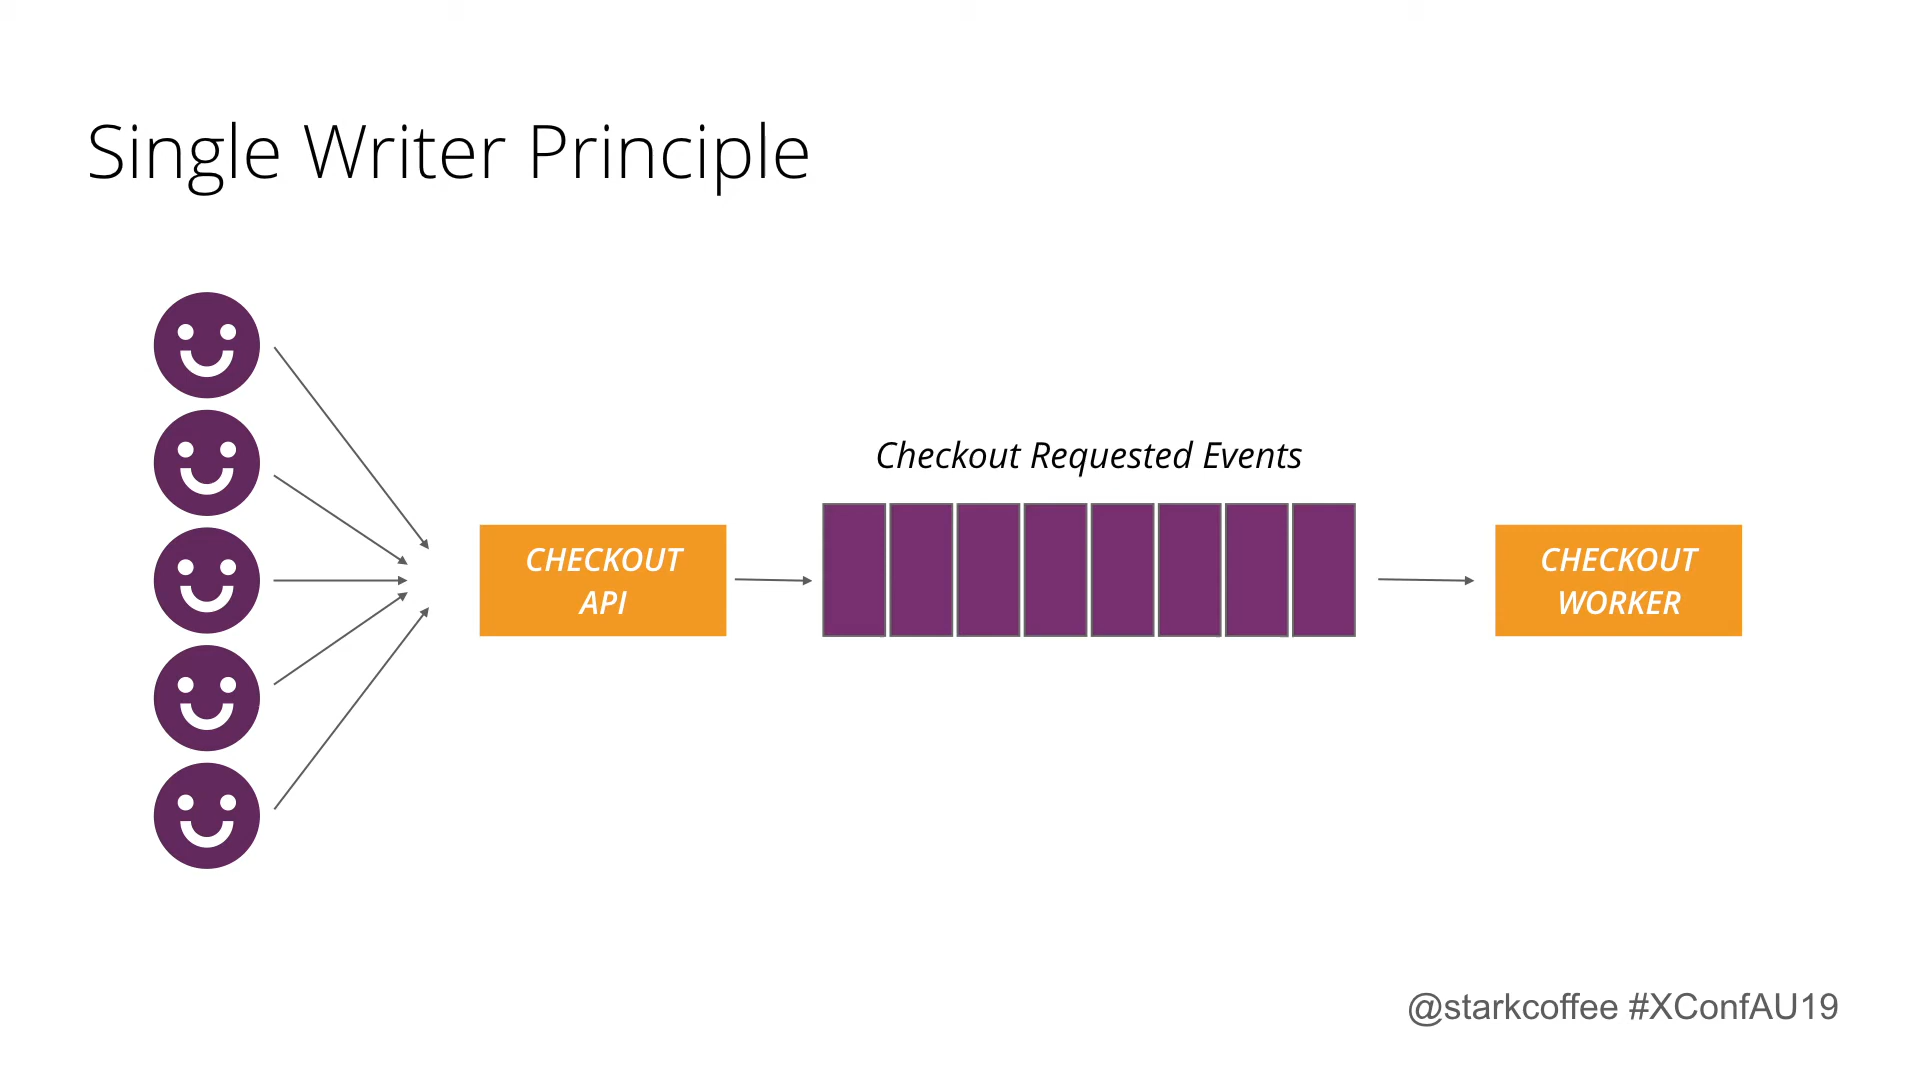 Single Writer Principle
Checkout Requested Events
CHECKOUT
API
CHECKOUT
WORKER
@starkcoffee #XConfAU19